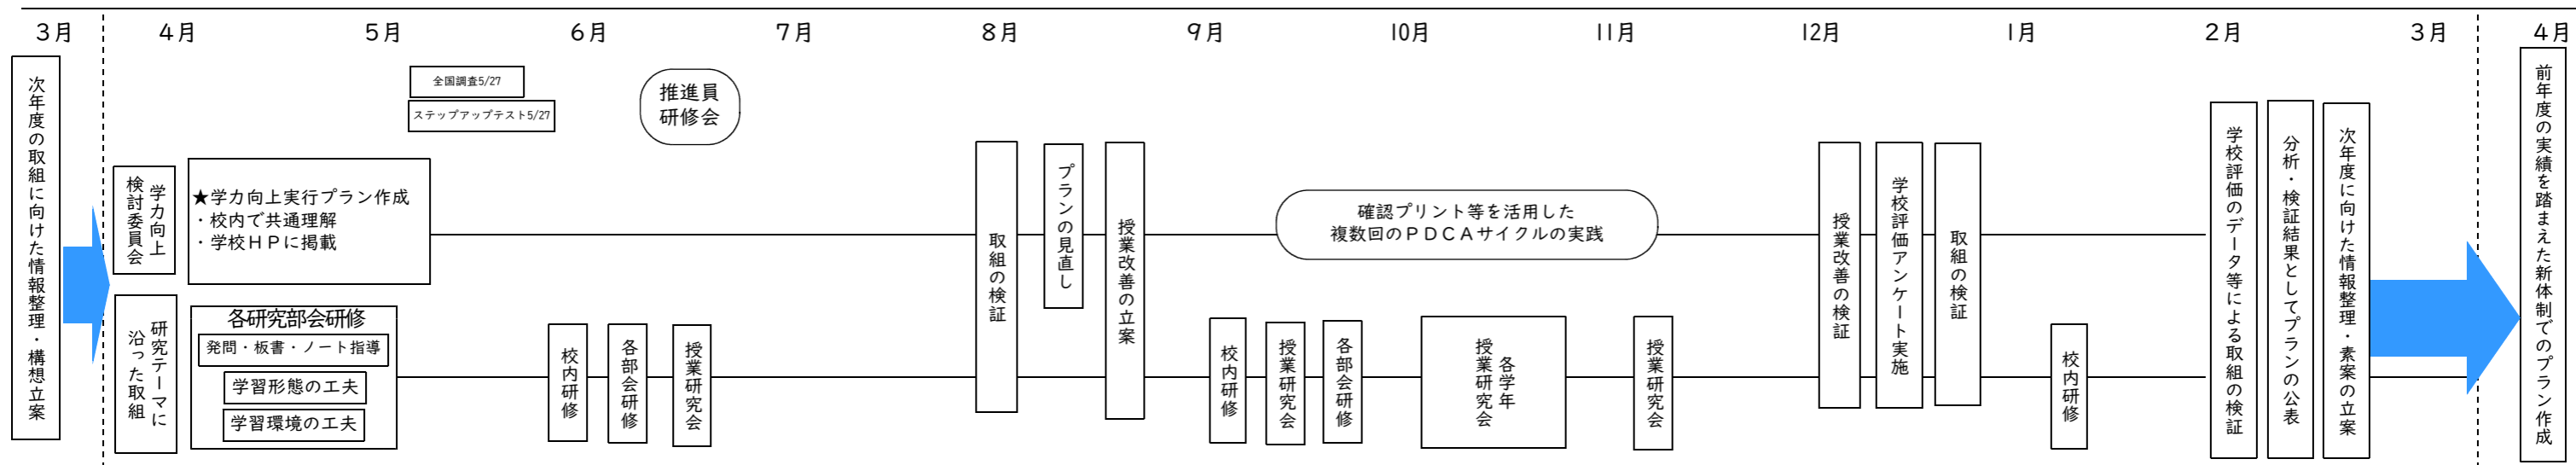 3月
4月
5月
6月
7月
8月
9月
10月
11月
12月
1月
2月
3月
4月
次年度の取組に向けた情報整理・構想立案
全国調査5/27
ステップアップテスト5/27
推進員
研修会
学力向上
検討委員会
★学力向上実行プラン作成
・校内で共通理解
・学校ＨＰに掲載
研究テーマに
沿った取組
各研究部会研修
発問・板書・ノート指導
学習形態の工夫
学習環境の工夫
校内研修
各部会研修
授業研究会
取組の検証
プランの見直し
授業改善の立案
確認プリント等を活用した
複数回のＰＤＣＡサイクルの実践
校内研修
授業研究会
各部会研修
各学年
授業研究会
授業研究会
授業改善の検証
学校評価アンケート実施
取組の検証
校内研修
学校評価のデータ等による取組の検証
分析・検証結果としてプランの公表
次年度に向けた情報整理・素案の立案
前年度の実績を踏まえた新体制でのプラン作成